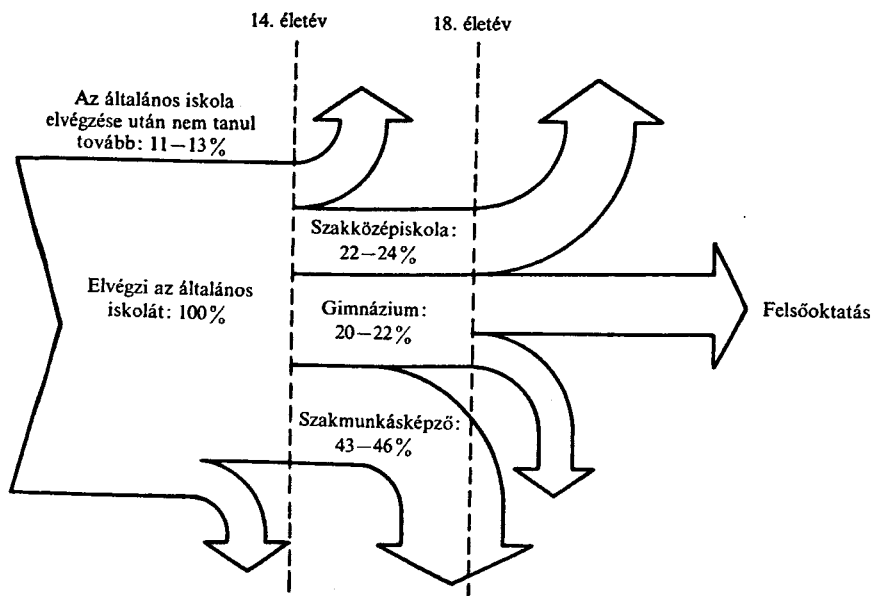 14. életév
18. életév
Az általános iskola
elvégzése után nem tanul
tovább: 11—13%
Szakközépiskola:
22—24%
Elvégzi az általános
iskolát: 100%
Gimnázium:
20—22%
Felsőoktatás
Szakmunkásképző:
43—46%